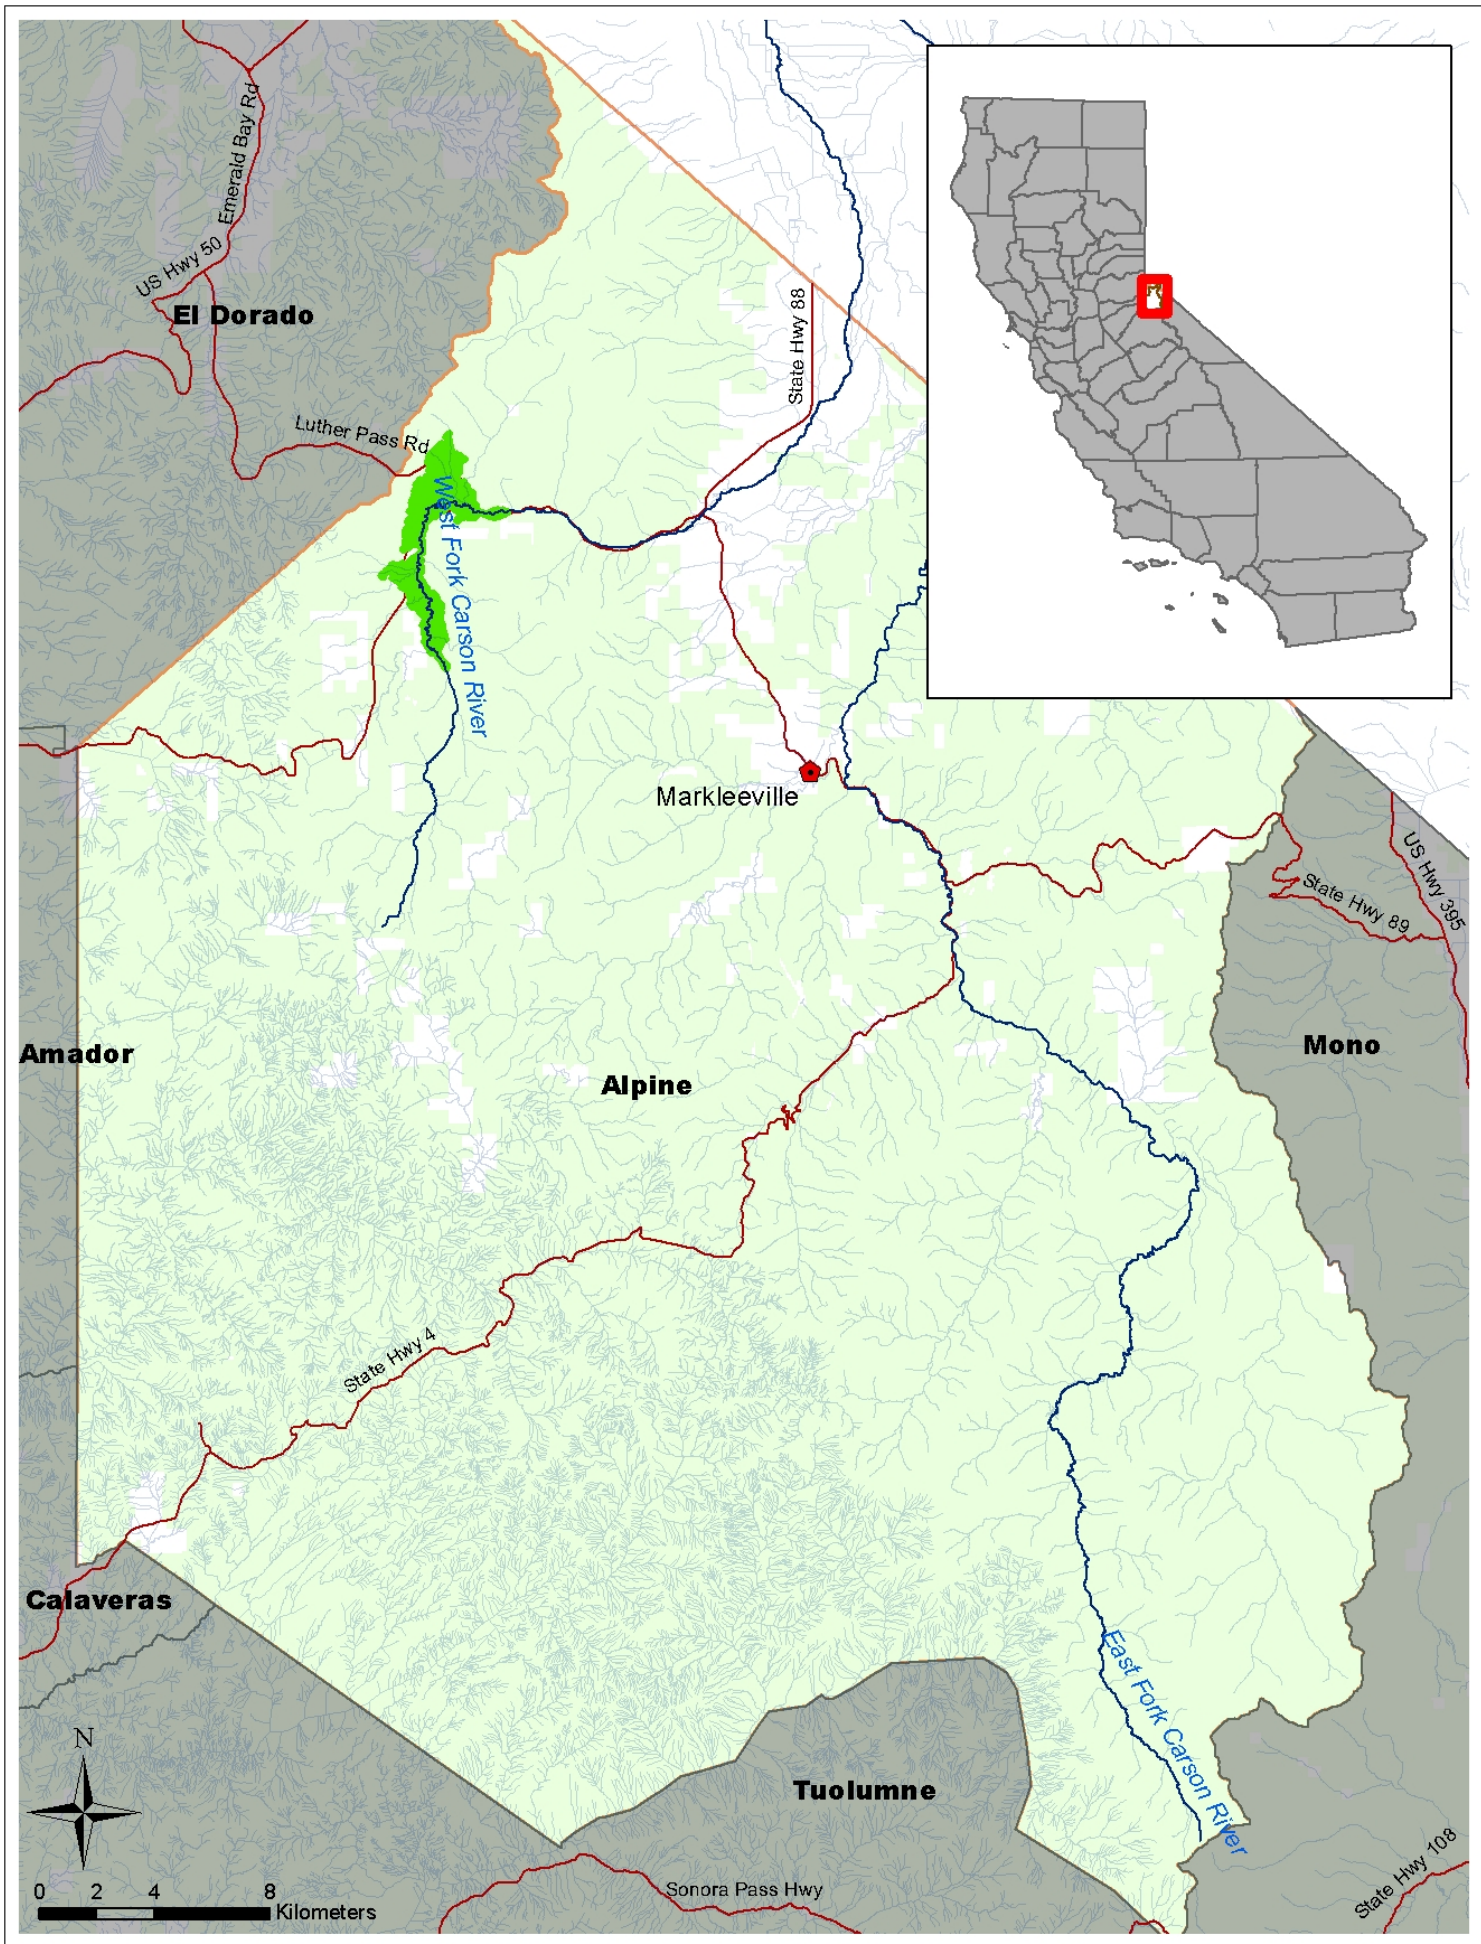 Emerald Bay Rd
US Hwy 50
El Dorado
State Hwy 88
Luther Pass Rd
West Fork Carson River
Markleeville
US Hwy 395
State Hwy 89
Amador
Mono
Alpine
State Hwy 4
Calaveras
East Fork Carson River
N
Tuolumne
State Hwy 108
Sonora Pass Hwy
0 2 4 8
Kilometers